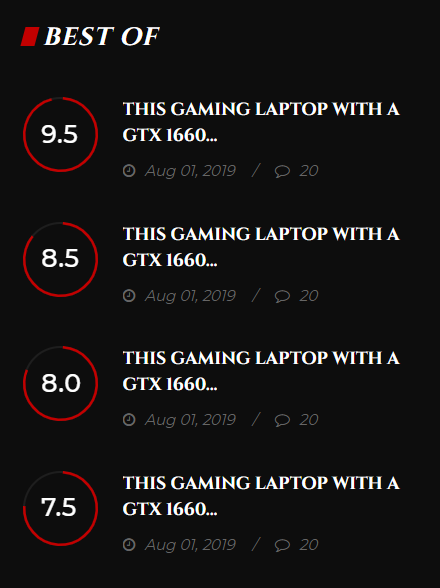 BEST OF
9.5
THIS GAMING LAPTOP WITH A
GTX 1660...
Aug 01, 2019 / 20
8.5
THIS GAMING LAPTOP WITH A
GTX 1660...
Aug 01, 2019 / 20
8.0
THIS GAMING LAPTOP WITH A
GTX 1660...
Aug 01, 2019 / 20
7.5
THIS GAMING LAPTOP WITH A
GTX 1660...
Aug 01, 2019 / 20